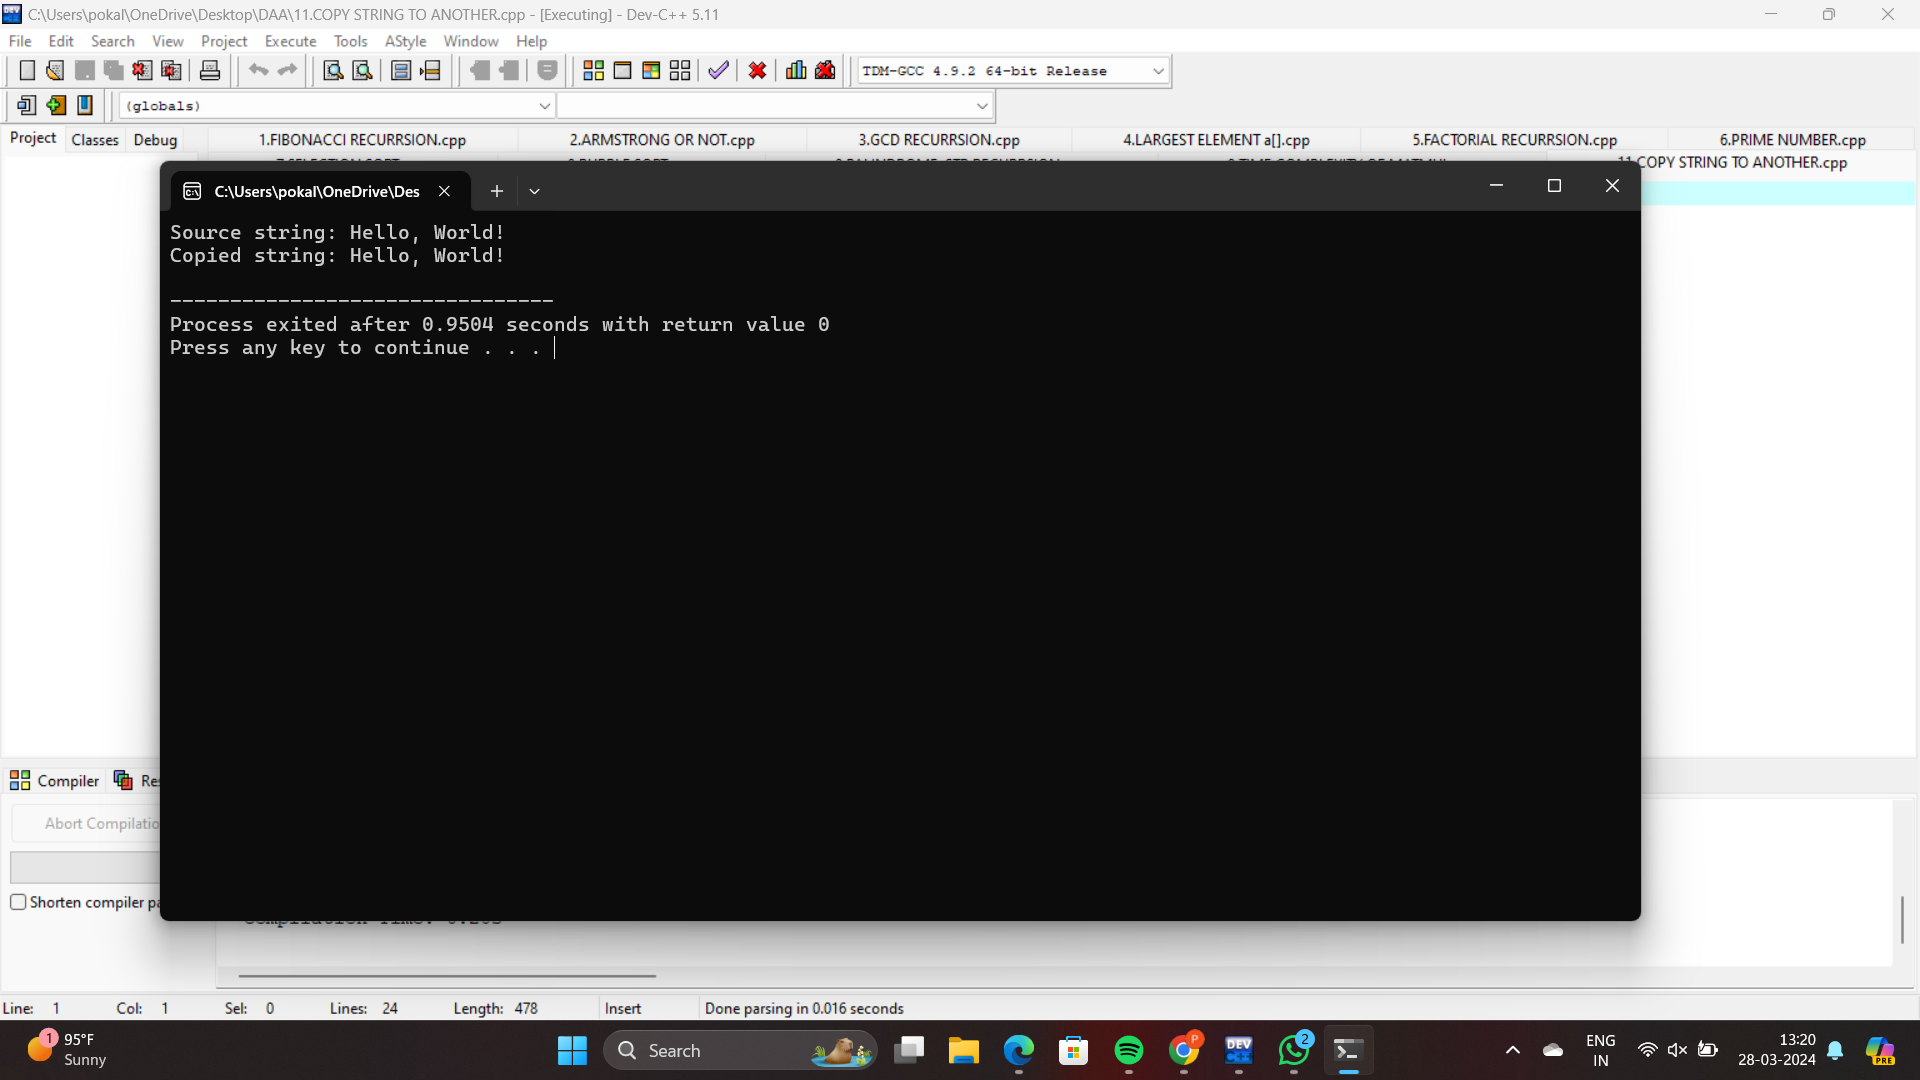 C:\Users\pokal\OneDrive\Desktop\DAA\11.COPY STRING TO ANOTHER.cpp - [Executing] - Dev-C++ 5.11
File Edit Search View Project Execute Tools AStyle Window Help
TDM-GCC 4.9.2 64-bit Release
(globals)
Project Classes Debug
1.FIBONACCI RECURRSION.cpp 2.ARMSTRONG OR NOT.cpp 3.GCD RECURRSION.cpp 4.LARGEST ELEMENT a[].cpp 5.FACTORIAL RECURRSION.cpp 6.PRIME NUMBER.cpp
11.COPY STRING TO ANOTHER.cpp
C:\Users\pokal\OneDrive\Des
Source string: Hello, World!
Copied string: Hello, World!
--------------------------------
Process exited after 0.9504 seconds with return value 0
Press any key to continue . . .
Compiler Res
Abort Compilatio
Shorten compiler pa
Line: 1 Col: 1 Sel: 0 Lines: 24 Length: 478 Insert Done parsing in 0.016 seconds
1
95°F
Sunny
Search
P
DEV
2
ENG
IN
13:20
28-03-2024
PRE